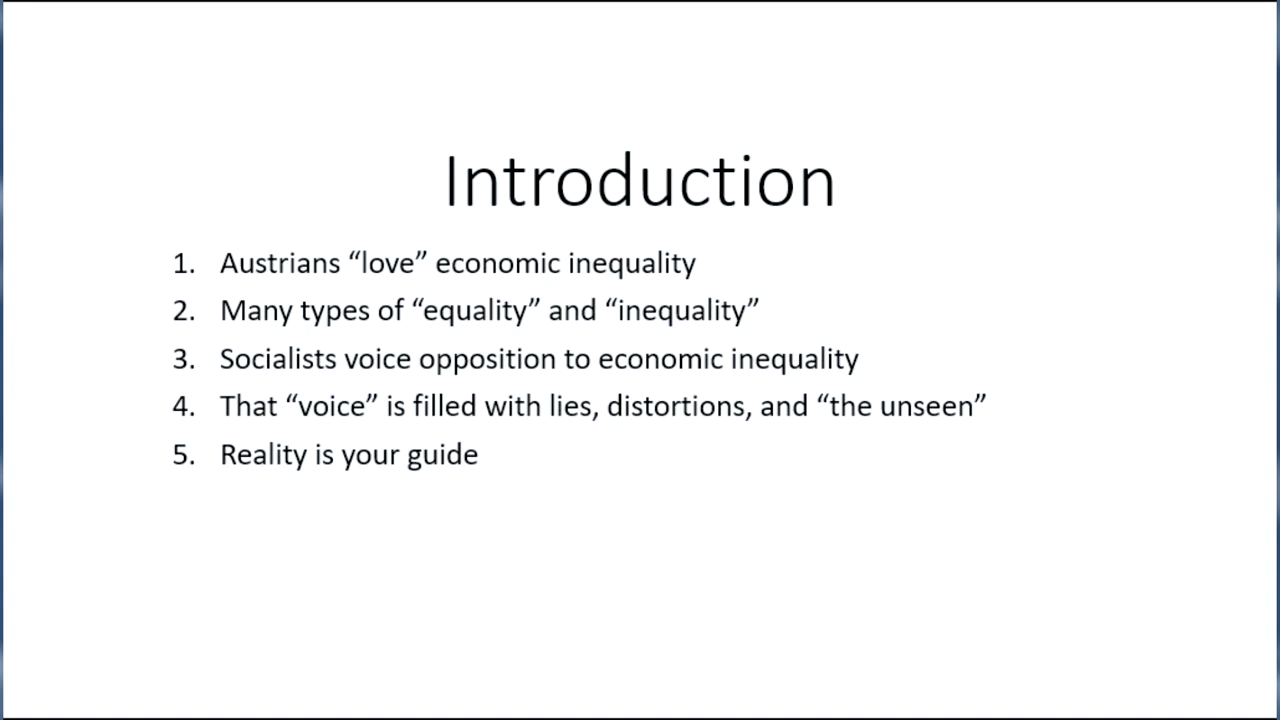 Introduction
1. Austrians “love” economic inequality
2. Many types of “equality” and “inequality”
3. Socialists voice opposition to economic inequality
4. That “voice” is filled with lies, distortions, and “the unseen”
5. Reality is your guide